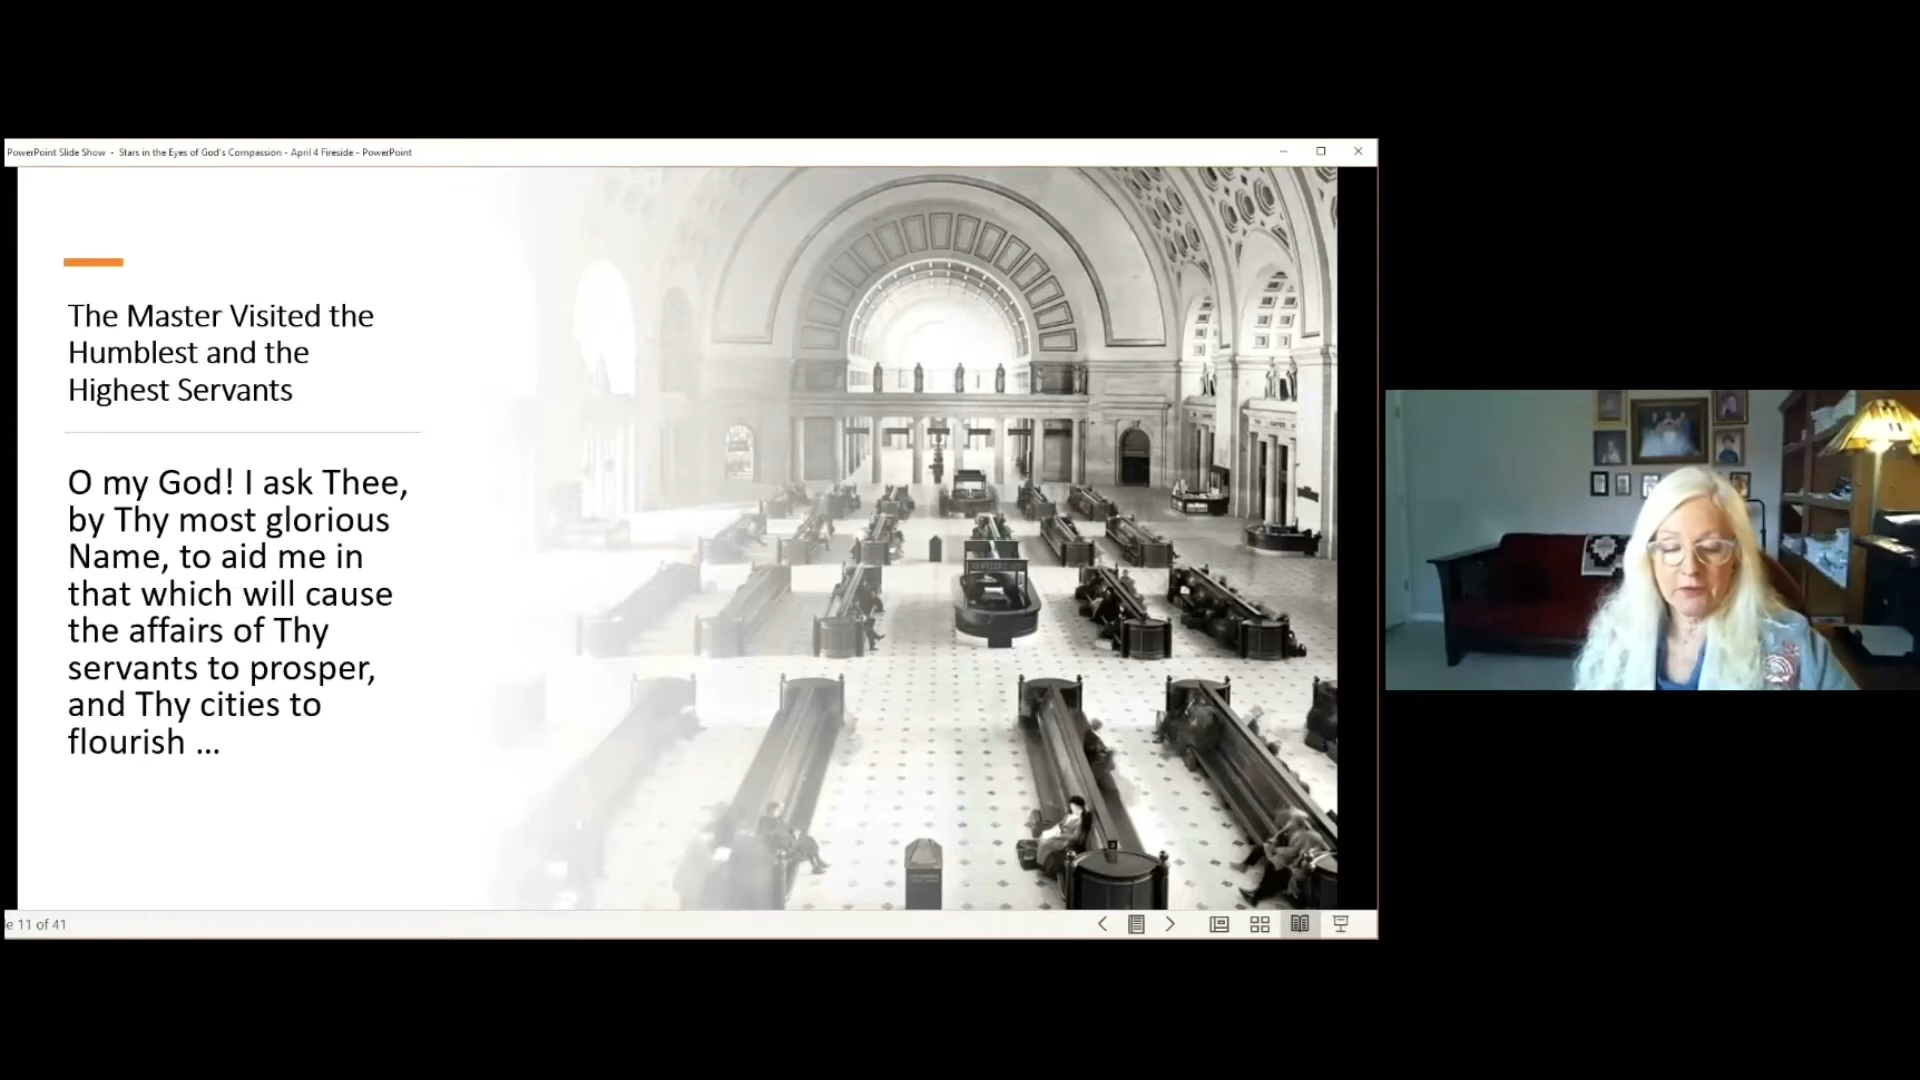 PowerPoint Slide Show - Stars in the Eyes of God's Compassion - April 4 Fireside - PowerPoint
The Master Visited the
Humblest and the
Highest Servants
O my God! I ask Thee,
by Thy most glorious
Name, to aid me in
that which will cause
the affairs of Thy
servants to prosper,
and Thy cities to
flourish ...
e 11 of 41